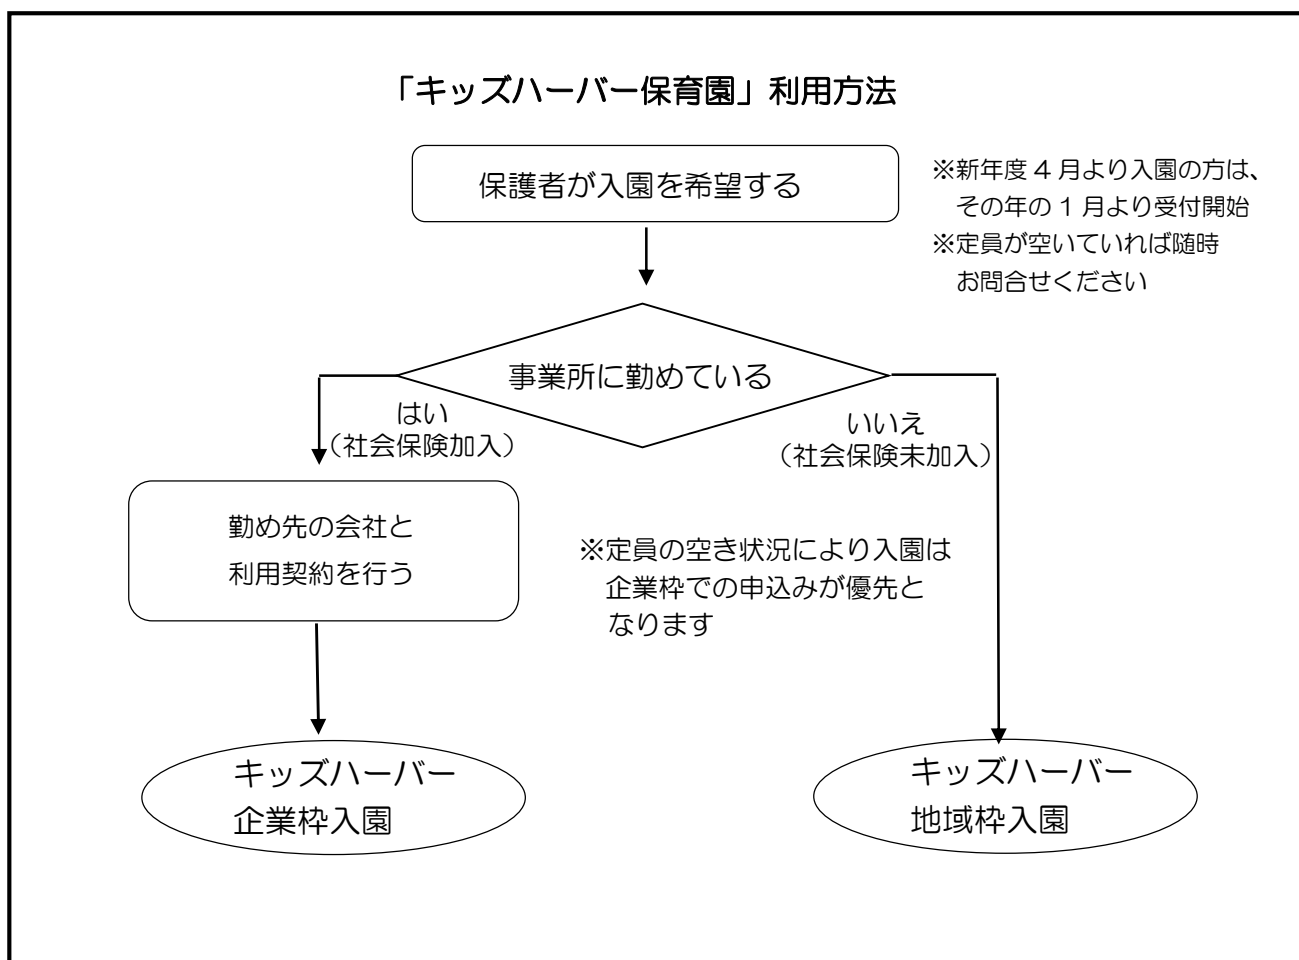 「キッズハーバー保育園」利用方法
保護者が入園を希望する
※新年度4月より入園の方は、
その年の1月より受付開始
※定員が空いていれば随時
お問合せください
事業所に勤めている
はい
（社会保険加入）
いいえ
（社会保険未加入）
勤め先の会社と
利用契約を行う
※定員の空き状況により入園は
企業枠での申込みが優先と
なります
キッズハーバー
企業枠入園
キッズハーバー
地域枠入園